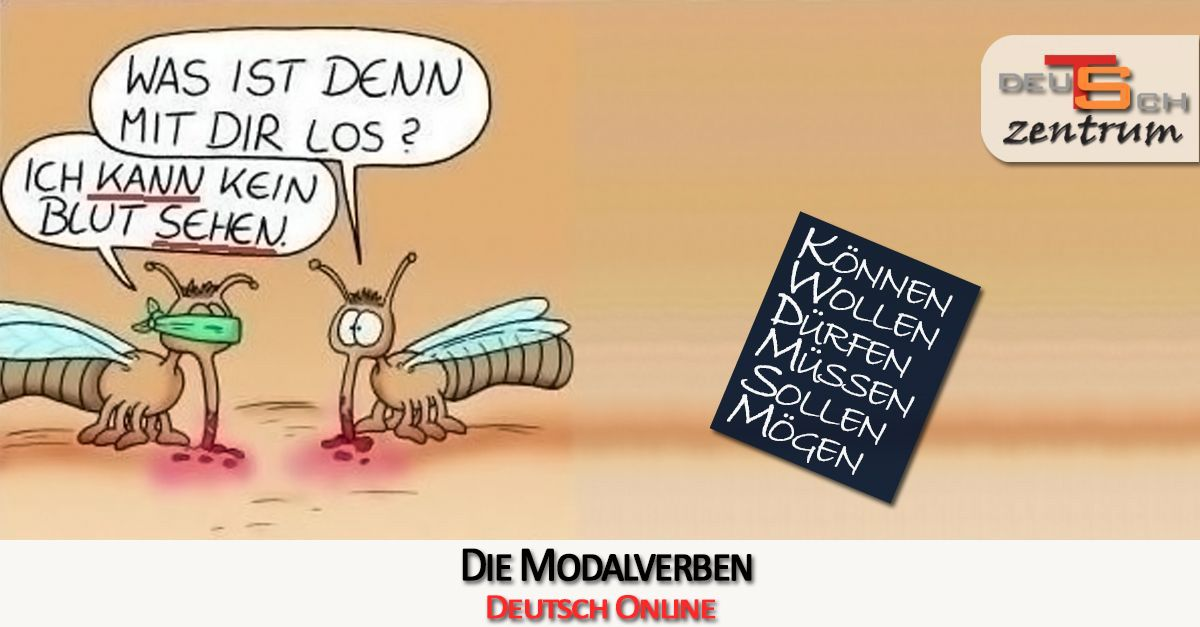 WAS IST DENN
MIT DIR LOS?
ICH KANN KEIN
BLUT SEHEN.
DEUTSCH
zentrum
KÖNNEN
WOLLEN
DÜRFEN
MÜSSEN
SOLLEN
MÖGEN
DIE MODALVERBEN
DEUTSCH ONLINE